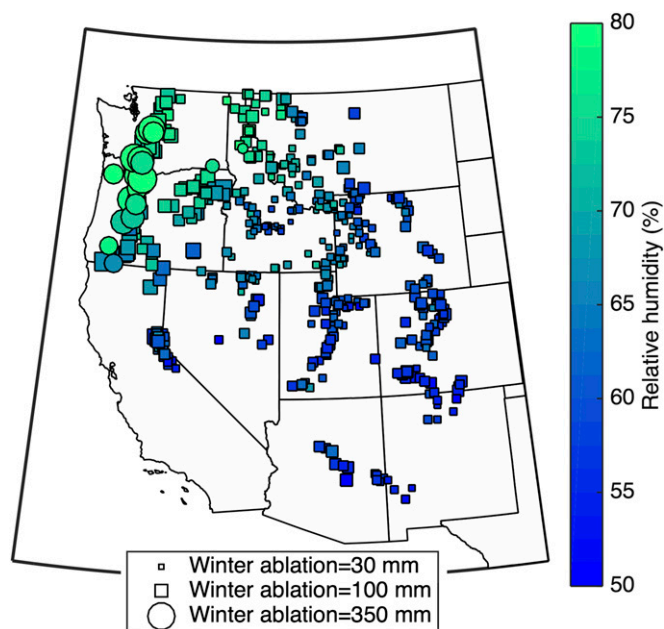 80
75
70
65
60
55
50
Relative humidity (%)
Winter ablation=30 mm
Winter ablation=100 mm
Winter ablation=350 mm